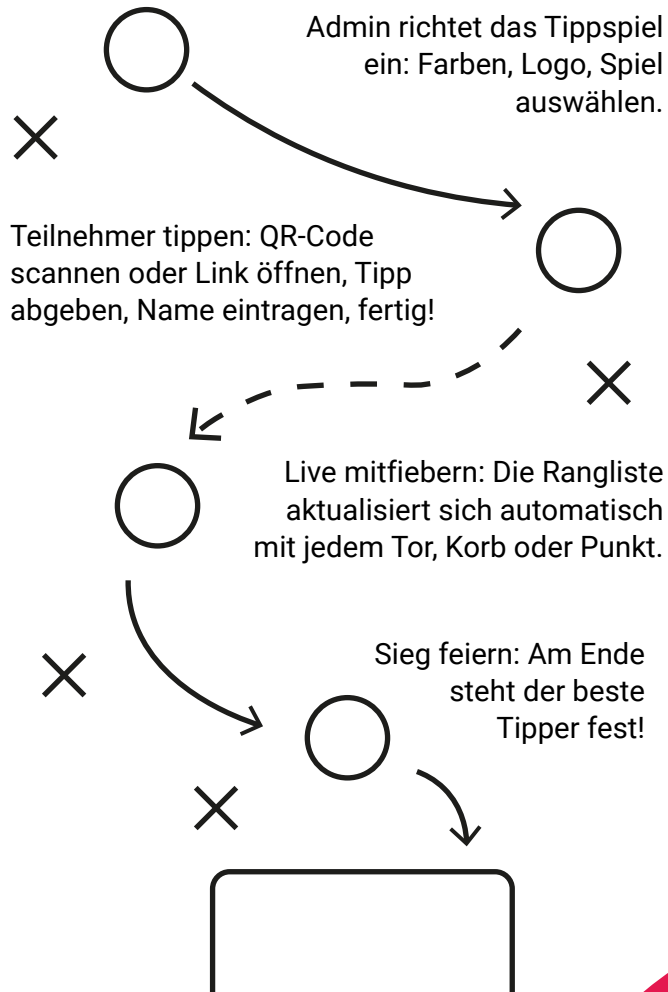 Admin richtet das Tippspiel
ein: Farben, Logo, Spiel
auswählen.
Teilnehmer tippen: QR-Code
scannen oder Link öffnen, Tipp
abgeben, Name eintragen, fertig!
Live mitfiebern: Die Rangliste
aktualisiert sich automatisch
mit jedem Tor, Korb oder Punkt.
Sieg feiern: Am Ende
steht der beste
Tipper fest!